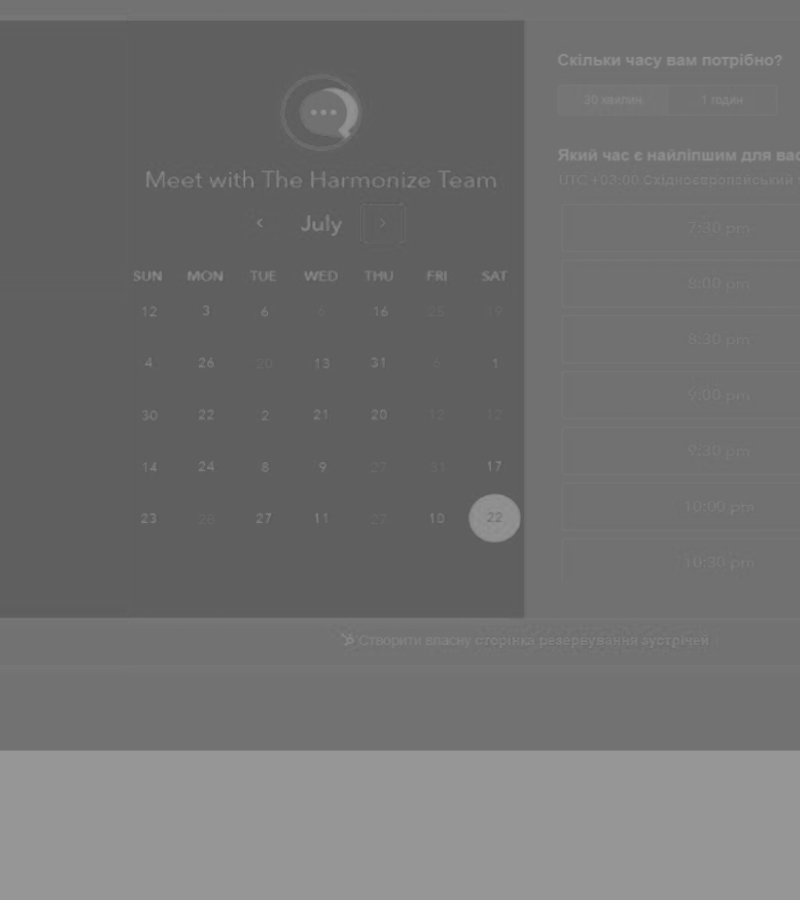 Скільки часу вам потрібно?
30 хвилин 1 годин
Meet with The Harmonize Team
July
Який час є найліпшим для вас
UTC +03:00 Східноєвропейський
SUN MON TUE WED THU FRI SAT
12 3 6 6 16 25 19
4 26 20 13 31 6 1
30 22 2 21 20 12 12
14 24 8 9 27 31 17
23 28 27 11 27 10 22
7:30 pm
8:00 pm
8:30 pm
9:00 pm
9:30 pm
10:00 pm
10:30 pm
Створити власну сторінка резервування зустрічей